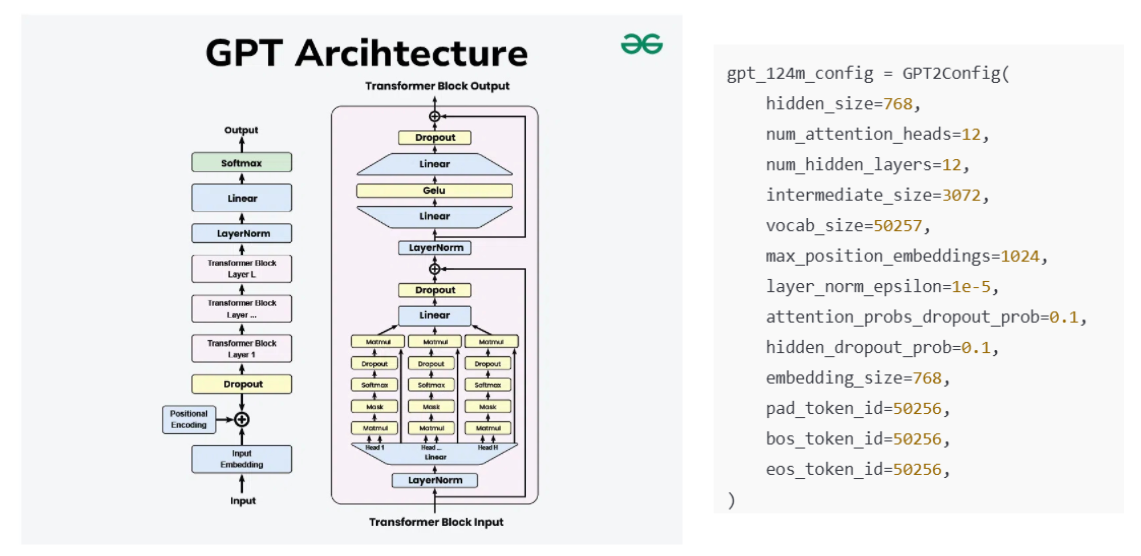 GPT Arcihtecture
Output
Softmax
Linear
LayerNorm
Transformer Block
Layer L
Transformer Block
Layer ...
Transformer Block
Layer 1
Dropout
Positional
Encoding
Input
Embedding
Input
Transformer Block Output
Dropout
Linear
Gelu
Linear
LayerNorm
Dropout
Linear
Matmul Matmul Matmul
Dropout Dropout Dropout
Softmax Softmax Softmax
Mask Mask Mask
Matmul Matmul Matmul
Head 1 Head ... Head H
Linear
LayerNorm
Transformer Block Input
gpt_124m_config = GPT2Config(
    hidden_size=768,
    num_attention_heads=12,
    num_hidden_layers=12,
    intermediate_size=3072,
    vocab_size=50257,
    max_position_embeddings=1024,
    layer_norm_epsilon=1e-5,
    attention_probs_dropout_prob=0.1,
    hidden_dropout_prob=0.1,
    embedding_size=768,
    pad_token_id=50256,
    bos_token_id=50256,
    eos_token_id=50256,
)